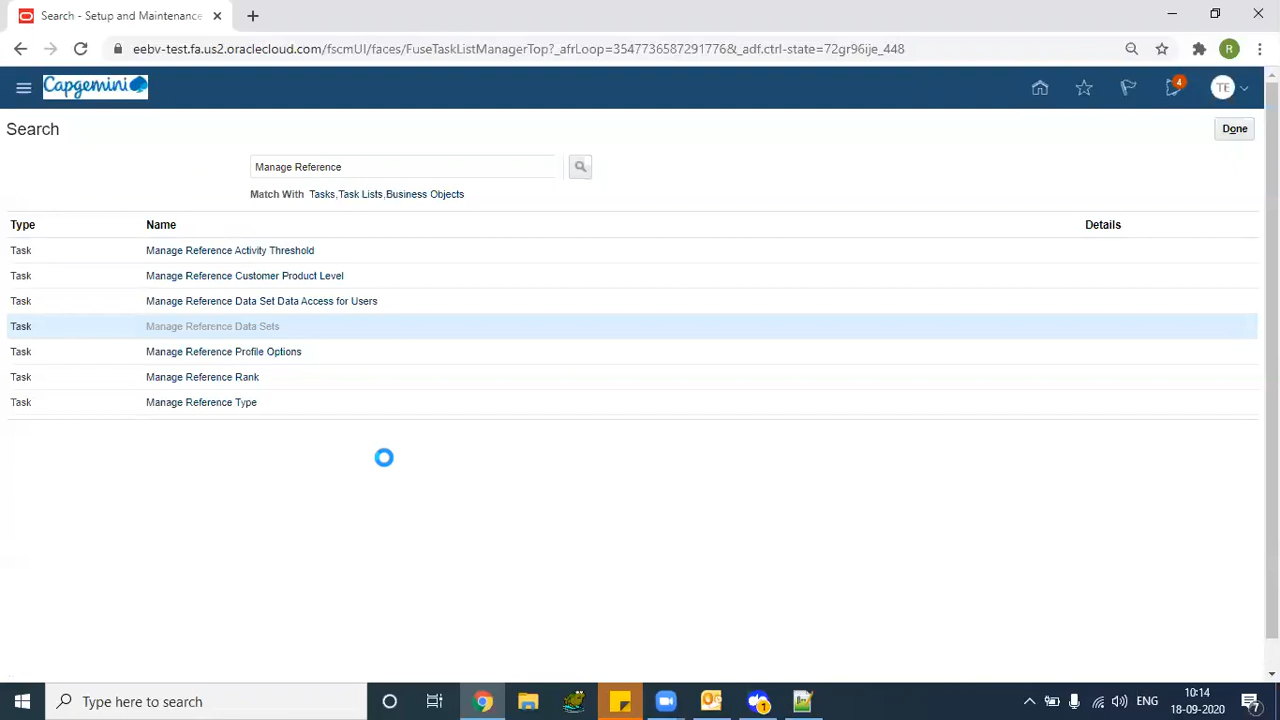 Search - Setup and Maintenance
eebv-test.fa.us2.oraclecloud.com/fscmUI/faces/FuseTaskListManagerTop?_afrLoop=3547736587291776&_adf.ctrl-state=72gr96ije_448
R
Capgemini
4
TE
Search
Done
Manage Reference
Match With Tasks,Task Lists,Business Objects
Type Name Details
Task Manage Reference Activity Threshold
Task Manage Reference Customer Product Level
Task Manage Reference Data Set Data Access for Users
Task Manage Reference Data Sets
Task Manage Reference Profile Options
Task Manage Reference Rank
Task Manage Reference Type
Type here to search
1
ENG
10:14
18-09-2020
7